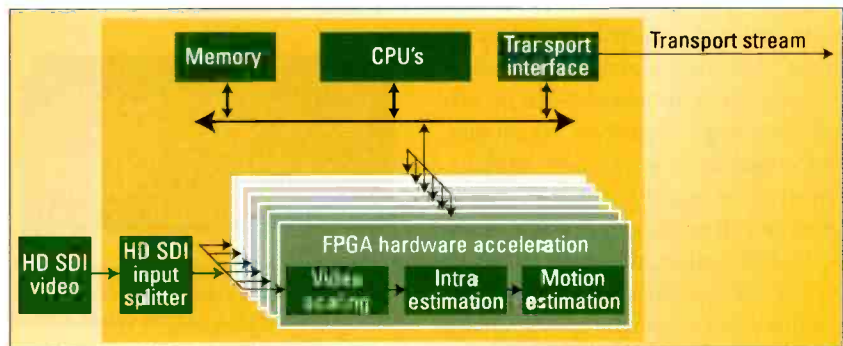 Memory
CPU's
Transport
interface
Transport stream
FPGA hardware acceleration
HD SDI
video
HD SDI
input
splitter
Video
scaling
Intra
estimation
Motion
estimation